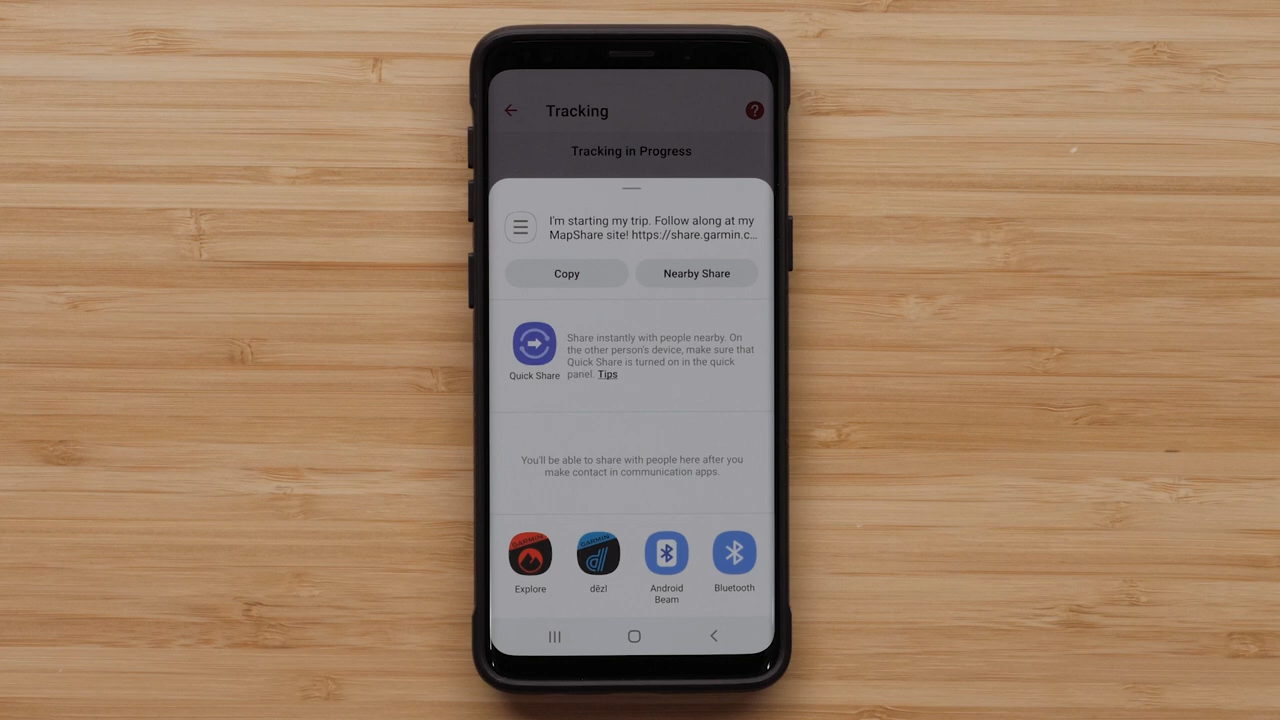 Tracking
?
Tracking in Progress
I'm starting my trip. Follow along at my
MapShare site! https://share.garmin.c...
Copy
Nearby Share
Share instantly with people nearby. On
the other person's device, make sure that
Quick Share is turned on in the quick
panel. Tips
Quick Share
You'll be able to share with people here after you
make contact in communication apps.
GARMIN
GARMIN
d
Explore
dēzl
Android
Beam
Bluetooth